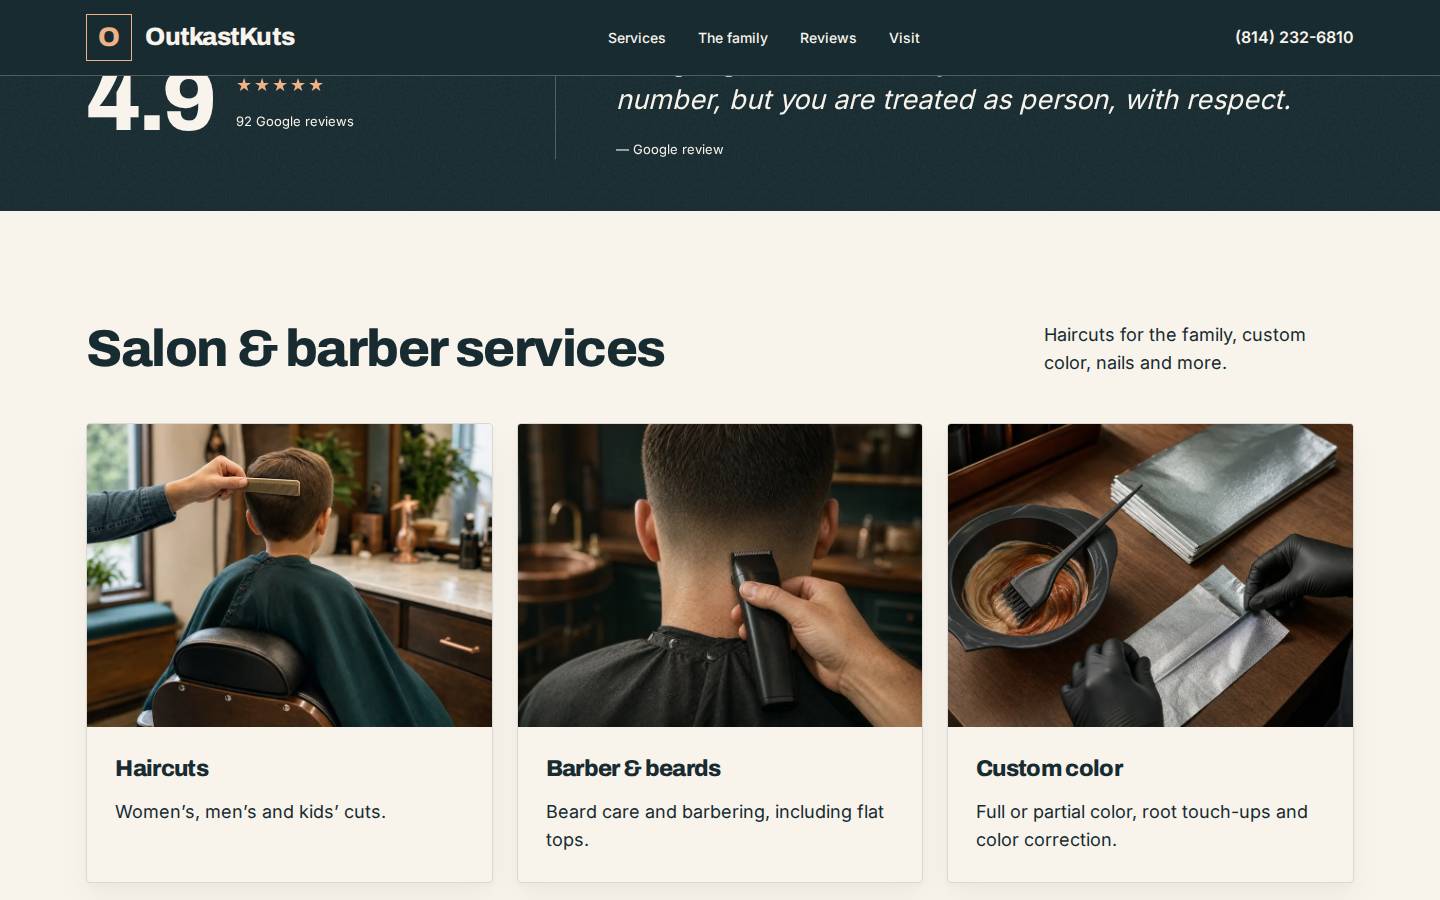 O
OutkastKuts
Services
The family
Reviews
Visit
(814) 232-6810
4.9
★★★★★
92 Google reviews
number, but you are treated as person, with respect.
— Google review
Salon & barber services
Haircuts for the family, custom
color, nails and more.
Haircuts
Women’s, men’s and kids’ cuts.
Barber & beards
Beard care and barbering, including flat
tops.
Custom color
Full or partial color, root touch-ups and
color correction.